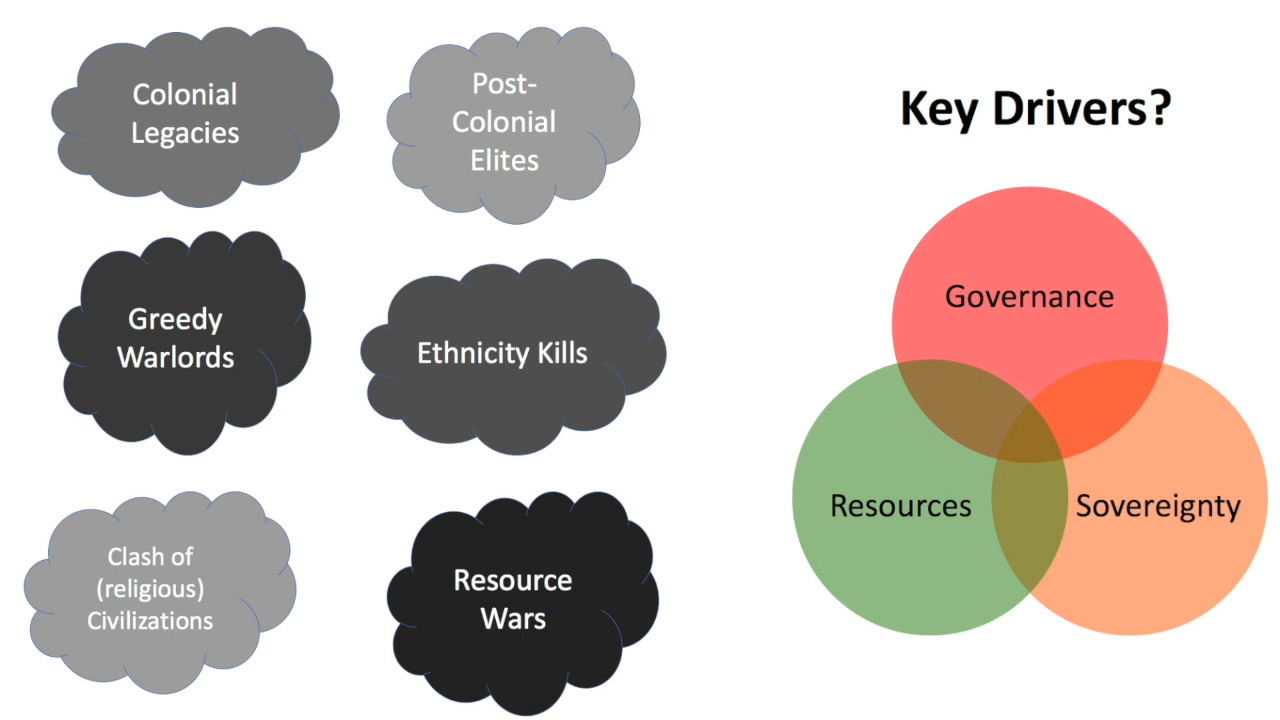 Colonial
Legacies
Post-
Colonial
Elites
Greedy
Warlords
Ethnicity Kills
Clash of
(religious)
Civilizations
Resource
Wars
Key Drivers?
Governance
Resources
Sovereignty